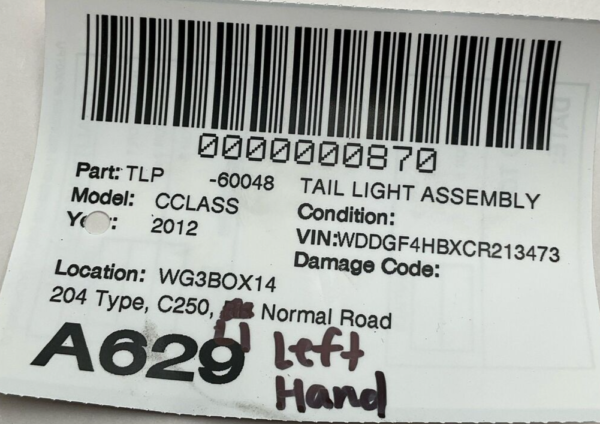 0000000870
Part: TLP -60048 TAIL LIGHT ASSEMBLY
Model: CCLASS Condition:
2012 VIN:WDDGF4HBXCR213473
Damage Code:
Location: WG3BOX14
204 Type, C250, Normal Road
A629 Left
Hand